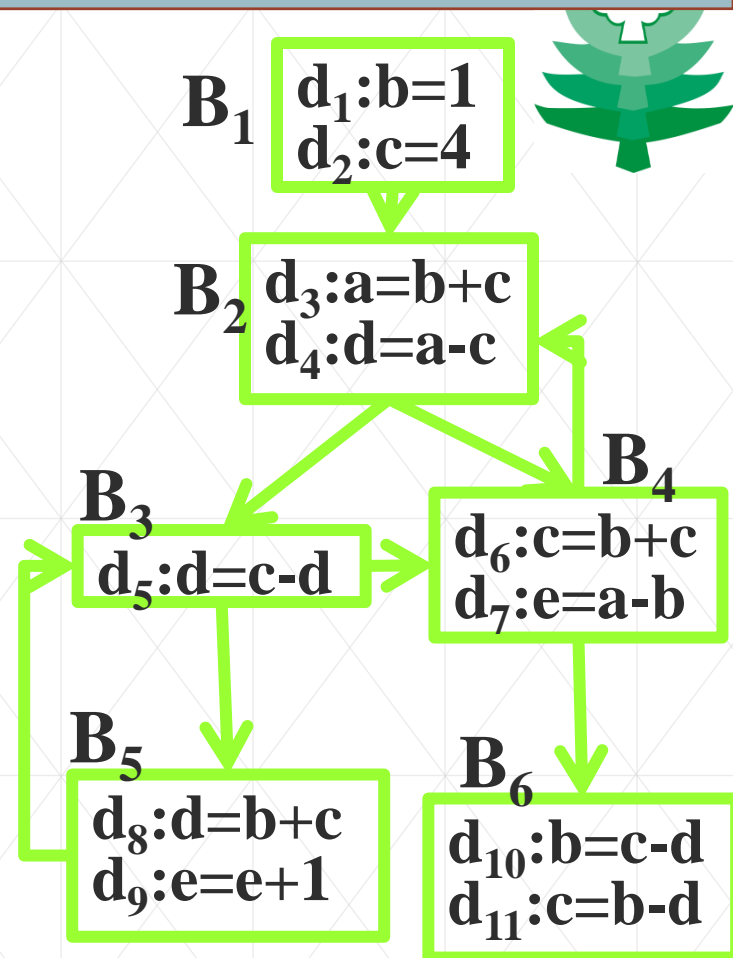 B₁
d₁:b=1
d₂:c=4
B₂
d₃:a=b+c
d₄:d=a-c
B₃
d₅:d=c-d
B₄
d₆:c=b+c
d₇:e=a-b
B₅
d₈:d=b+c
d₉:e=e+1
B₆
d₁₀:b=c-d
d₁₁:c=b-d